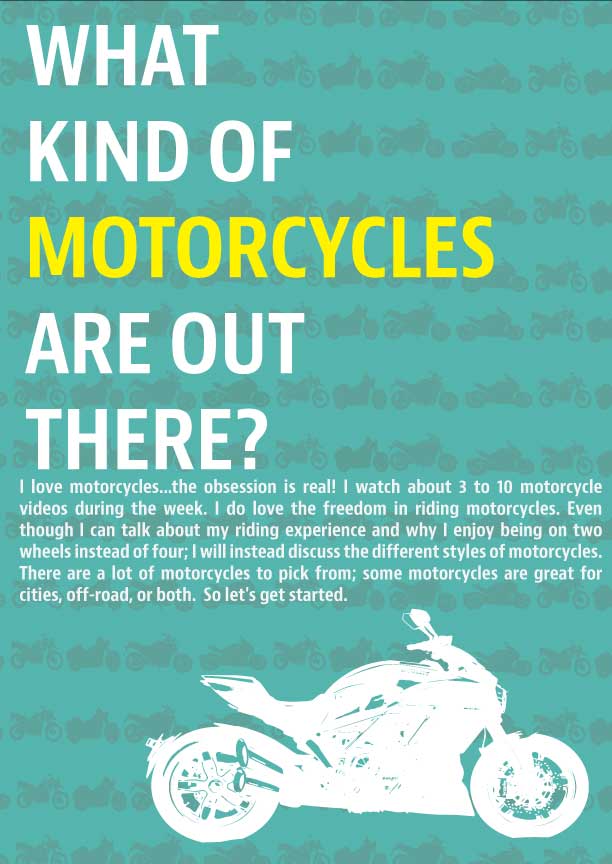 WHAT
KIND OF
MOTORCYCLES
ARE OUT
THERE?
I love motorcycles...the obsession is real! I watch about 3 to 10 motorcycle
videos during the week. I do love the freedom in riding motorcycles. Even
though I can talk about my riding experience and why I enjoy being on two
wheels instead of four; I will instead discuss the different styles of motorcycles.
There are a lot of motorcycles to pick from; some motorcycles are great for
cities, off-road, or both.  So let's get started.